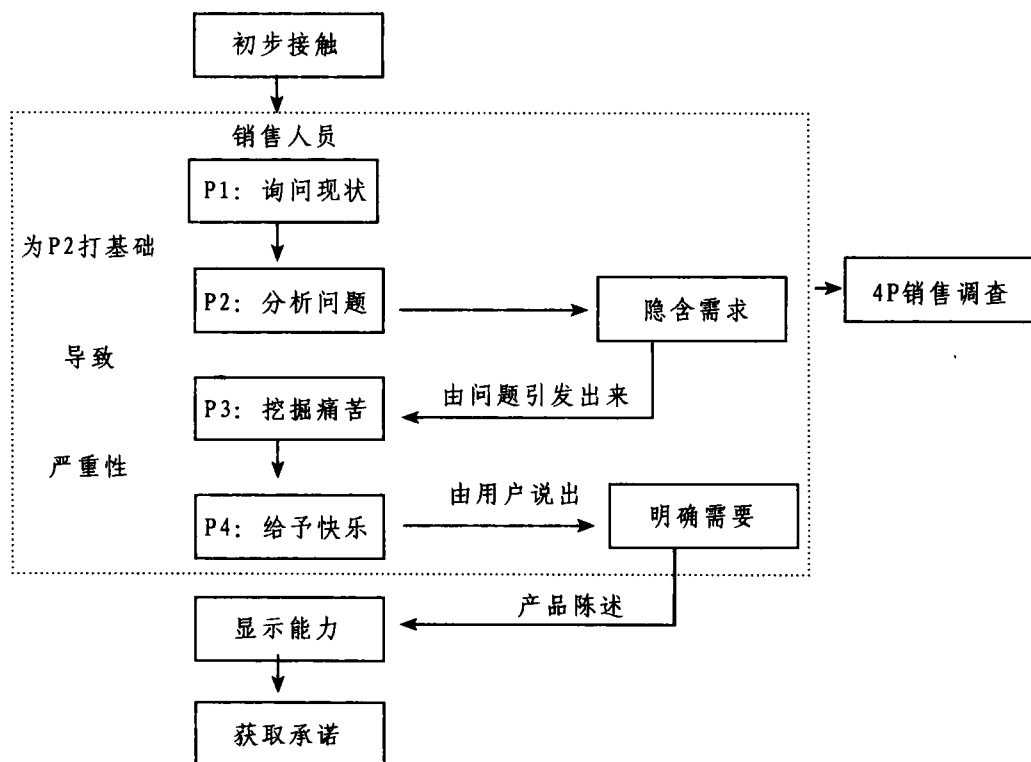 初步接触
销售人员
P1：询问现状
为P2打基础
P2：分析问题
隐含需求
4P销售调查
导致
由问题引发出来
P3：挖掘痛苦
严重性
由用户说出
P4：给予快乐
明确需要
产品陈述
显示能力
获取承诺